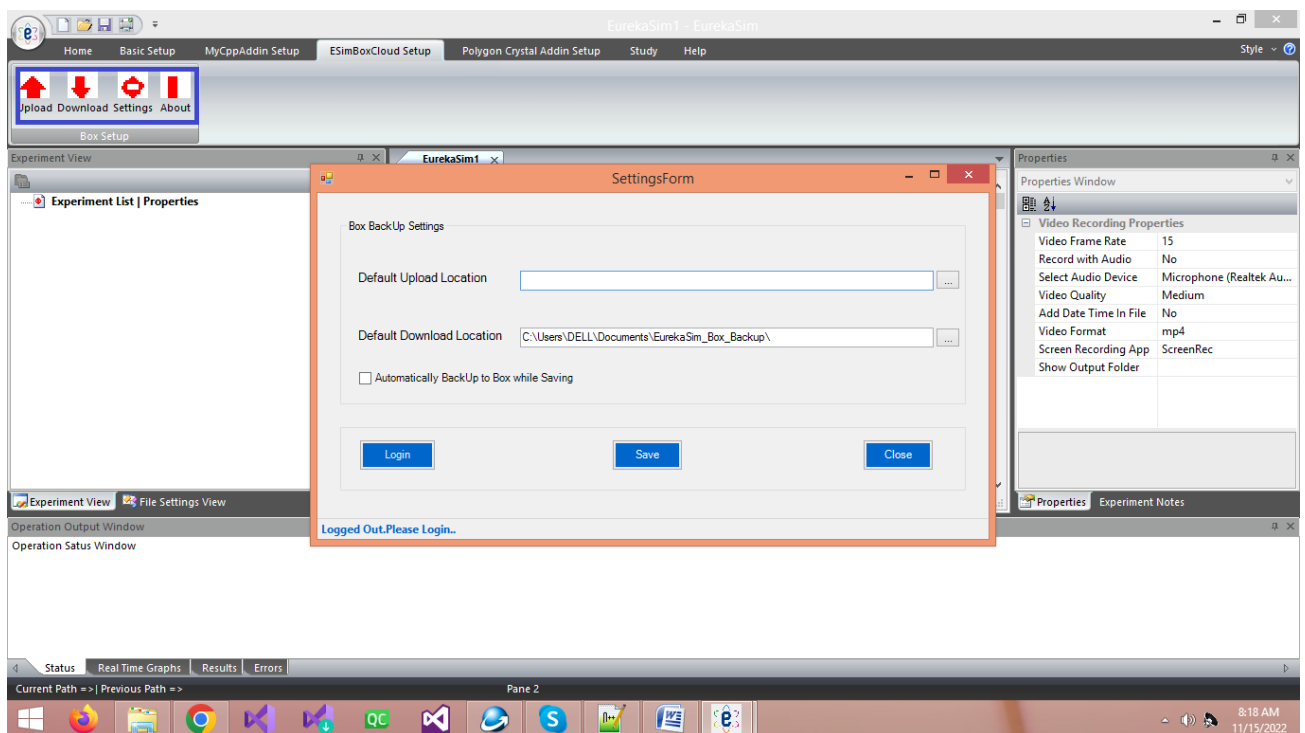 EurekaSim1 - EurekaSim
Home Basic Setup MyCppAddin Setup ESimBoxCloud Setup Polygon Crystal Addin Setup Study Help Style
Upload Download Settings About
Box Setup
Experiment View
EurekaSim1
Properties
Experiment List | Properties
SettingsForm
Box BackUp Settings
Default Upload Location
...
Default Download Location C:\Users\DELL\Documents\EurekaSim_Box_Backup\
...
Automatically BackUp to Box while Saving
Login Save Close
Logged Out.Please Login..
Properties Window
Video Recording Properties
Video Frame Rate 15
Record with Audio No
Select Audio Device Microphone (Realtek Au...
Video Quality Medium
Add Date Time In File No
Video Format mp4
Screen Recording App ScreenRec
Show Output Folder
Experiment View File Settings View
Properties Experiment Notes
Operation Output Window
Operation Satus Window
Status Real Time Graphs Results Errors
Current Path =>| Previous Path => Pane 2
QC
8:18 AM
11/15/2022